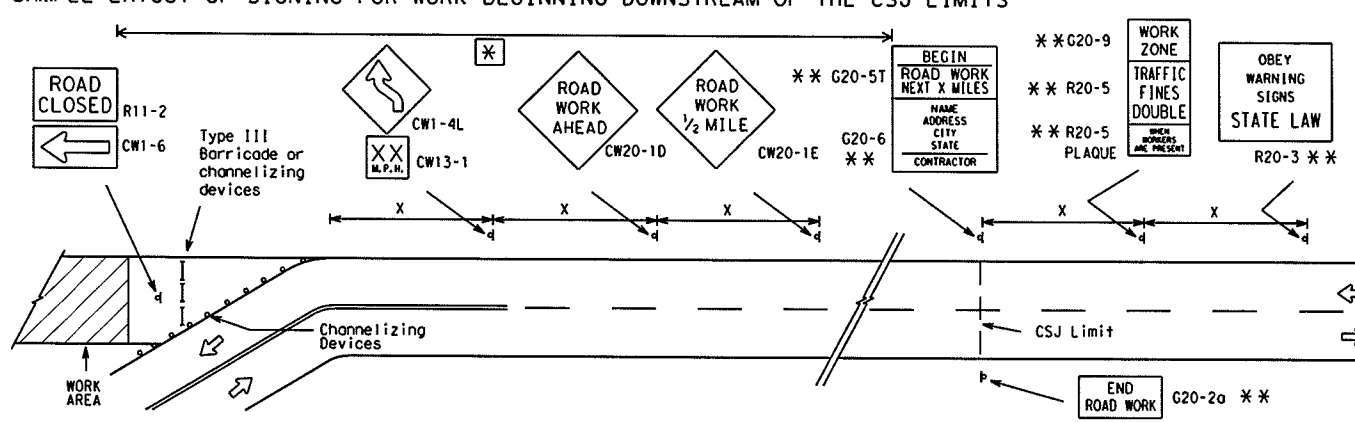 SAMPLE LAYOUT OF SIGNING FOR WORK BEGINNING DOWNSTREAM OF THE CSJ LIMITS
ROAD
CLOSED
R11-2
CW1-6
Type III
Barricade or
channelizing
devices
CW1-4L
XX
M.P.H.
CW13-1
*
ROAD
WORK
AHEAD
CW20-1D
ROAD
WORK
1/2 MILE
CW20-1E
** G20-5T
G20-6
**
BEGIN
ROAD WORK
NEXT X MILES
NAME
ADDRESS
CITY
STATE
CONTRACTOR
**G20-9
** R20-5
** R20-5
PLAQUE
WORK
ZONE
TRAFFIC
FINES
DOUBLE
WHEN
WORKERS
ARE PRESENT
OBEY
WARNING
SIGNS
STATE LAW
R20-3 **
X
X
X
X
X
Channelizing
Devices
WORK
AREA
CSJ Limit
END
ROAD WORK
G20-2a **